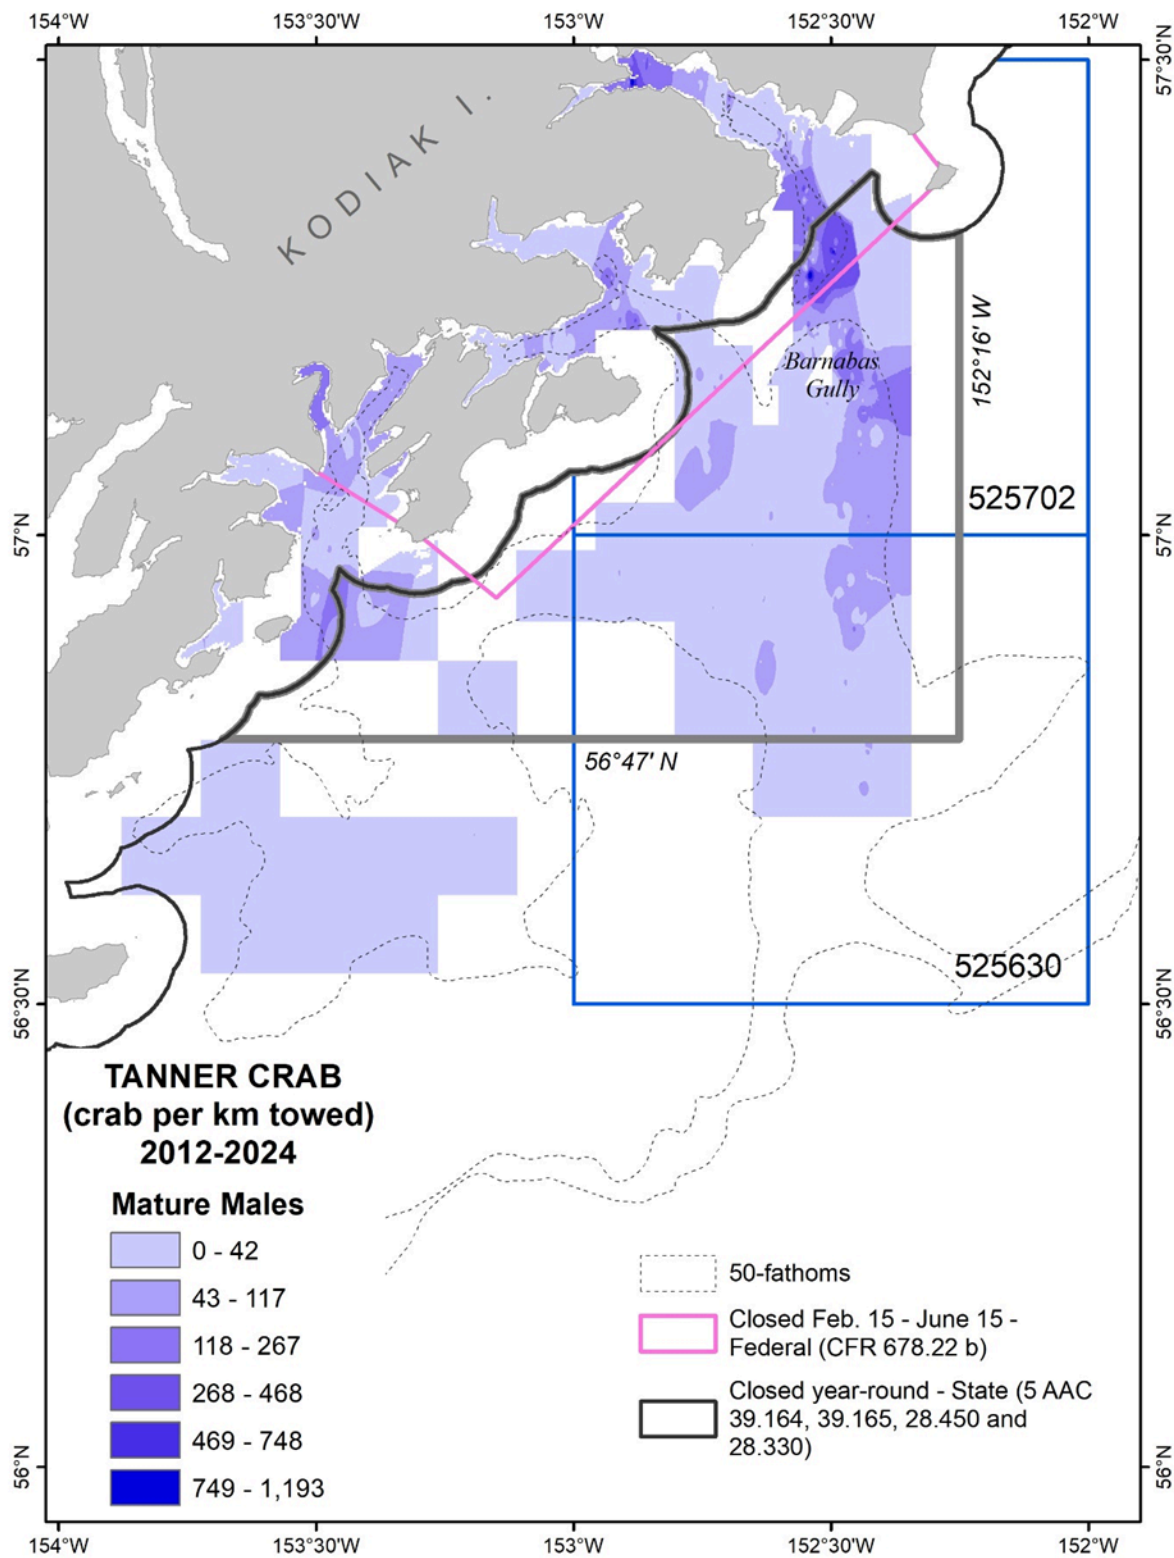 154°W 153°30'W 153°W 152°30'W 152°W
57°30'N
KODIAK I.
Barnabas
Gully
152°16' W
525702
57°N
57°N
56°47' N
525630
56°30'N
56°30'N
TANNER CRAB
(crab per km towed)
2012-2024
Mature Males
0 - 42
43 - 117
118 - 267
268 - 468
469 - 748
749 - 1,193
50-fathoms
Closed Feb. 15 - June 15 -
Federal (CFR 678.22 b)
Closed year-round - State (5 AAC
39.164, 39.165, 28.450 and
28.330)
56°N
56°N
154°W 153°30'W 153°W 152°30'W 152°W